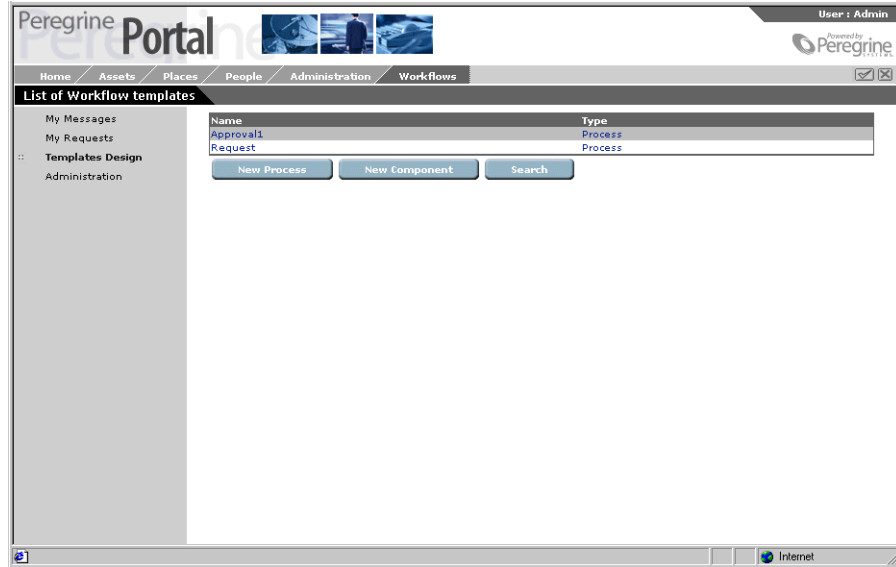 User : Admin
Peregrine
Portal
Powered by
Peregrine
SYSTEMS
Home Assets Places People Administration Workflows
List of Workflow templates
My Messages
My Requests
Templates Design
Administration
Name Type
Approval1 Process
Request Process
New Process New Component Search
Internet